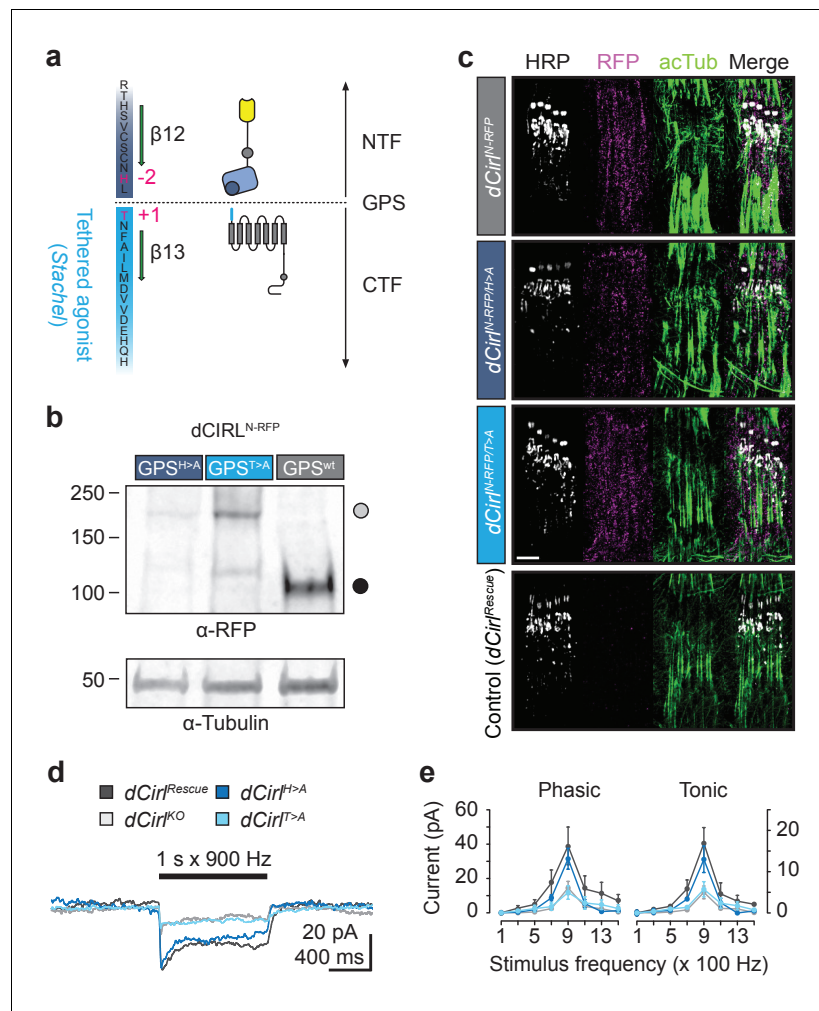 a
R
T
H
S
V
C
S
C
N
H
L
β12
-2
NTF
GPS
T
N
F
A
I
L
M
D
V
V
D
E
H
Q
H
+1
β13
CTF
Tethered agonist
(Stachel)
b
dCIRL^N-RFP
GPS^H>A GPS^T>A GPS^wt
250
150
100
α-RFP
50
α-Tubulin
c
HRP RFP acTub Merge
dCirl^N-RFP
dCirl^N-RFP/H>A
dCirl^N-RFP/T>A
Control (dCirl^Rescue)
d
dCirl^Rescue dCirl^H>A
dCirl^KO dCirl^T>A
1 s x 900 Hz
20 pA
400 ms
e
Phasic Tonic
Current (pA)
60
40
20
0
20
10
0
1 5 9 13 1 5 9 13
Stimulus frequency (x 100 Hz)